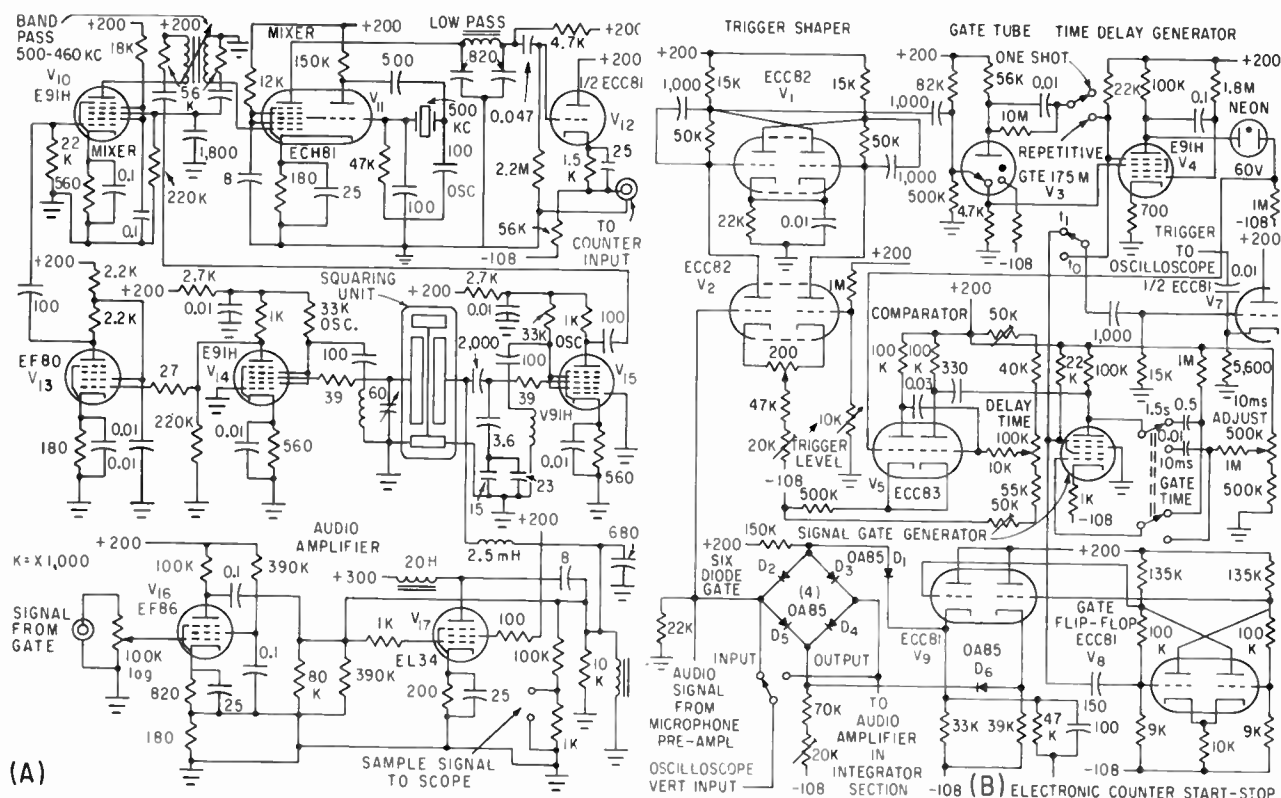 BAND
PASS
500-460 KC
+200
+200
18K
V10
E91H
MIXER
22
K
560
0.1
0.1
56
K
1,800
220K
MIXER
+200
12K
150K
500
V11
ECH81
8
180
25
47K
100
500
KC
100
OSC
LOW PASS
820
0.047
4.7K
+200
+200
1/2 ECC81
V12
1.5
K
25
2.2M
56K
-108
TO
COUNTER
INPUT
+200
2.2K
2.2K
100
EF80
V13
180
0.01
0.01
27
220K
+200
2.7K
0.01
1K
33K
OSC.
E91H
V14
0.01
560
100
39
60
SQUARING
UNIT
+200
2.7K
0.01
2,000
33K
1K
OSC
100
100
39
V15
V91H
3.6
15
23
0.01
560
+200
2.5mH
680
AUDIO
AMPLIFIER
K = X 1,000
+200
100K
0.1
390K
V16
EF86
SIGNAL
FROM
GATE
100K
log
820
25
180
0.1
80
K
390K
+300
20H
1K
V17
EL34
100
200
25
8
100K
10
K
1K
SAMPLE SIGNAL
TO SCOPE
(A)
TRIGGER SHAPER
+200
+200
15K
15K
1,000
ECC82
V1
50K
50K
1,000
22K
0.01
1,000
ECC82
V2
+200
1M
200
47K
20K
-108
10K
TRIGGER
LEVEL
GATE TUBE
TIME DELAY GENERATOR
+200
+200
ONE SHOT
82K
56K
0.01
10M
REPETITIVE
GTE 175 M
V3
500K
4.7K
-108
22K
100K
1.8M
0.1
NEON
E91H
V4
60V
700
1M
-108
t1
t0
TRIGGER
TO
OSCILLOSCOPE
+200
0.01
1/2 ECC81
V7
1,000
15K
5,600
+200
COMPARATOR
50K
100
K
100
K
330
0.03
40K
22
K
100K
1M
10ms
ADJUST
500K
1.5s
0.5
0.01
10ms
GATE
TIME
1M
500K
DELAY
TIME
100K
10K
V5
ECC83
500K
55K
50K
1K
-108
SIGNAL GATE GENERATOR
150K
+200
SIX
DIODE
GATE
D2
D3
(4)
OA85
D5
D4
OA85
D1
22K
INPUT
OUTPUT
ECC81
V9
OA85
D6
+200
135K
135K
GATE
FLIP-FLOP
ECC81
V8
100
K
100
K
150
9K
9K
10K
-108
AUDIO
SIGNAL
FROM
MICROPHONE
PRE-AMPL
OSCILLOSCOPE
VERT INPUT
70K
20K
-108
TO AUDIO
AMPLIFIER
IN
INTEGRATOR
SECTION
33K
39K
47
K
100
-108
(B)
ELECTRONIC COUNTER START-STOP